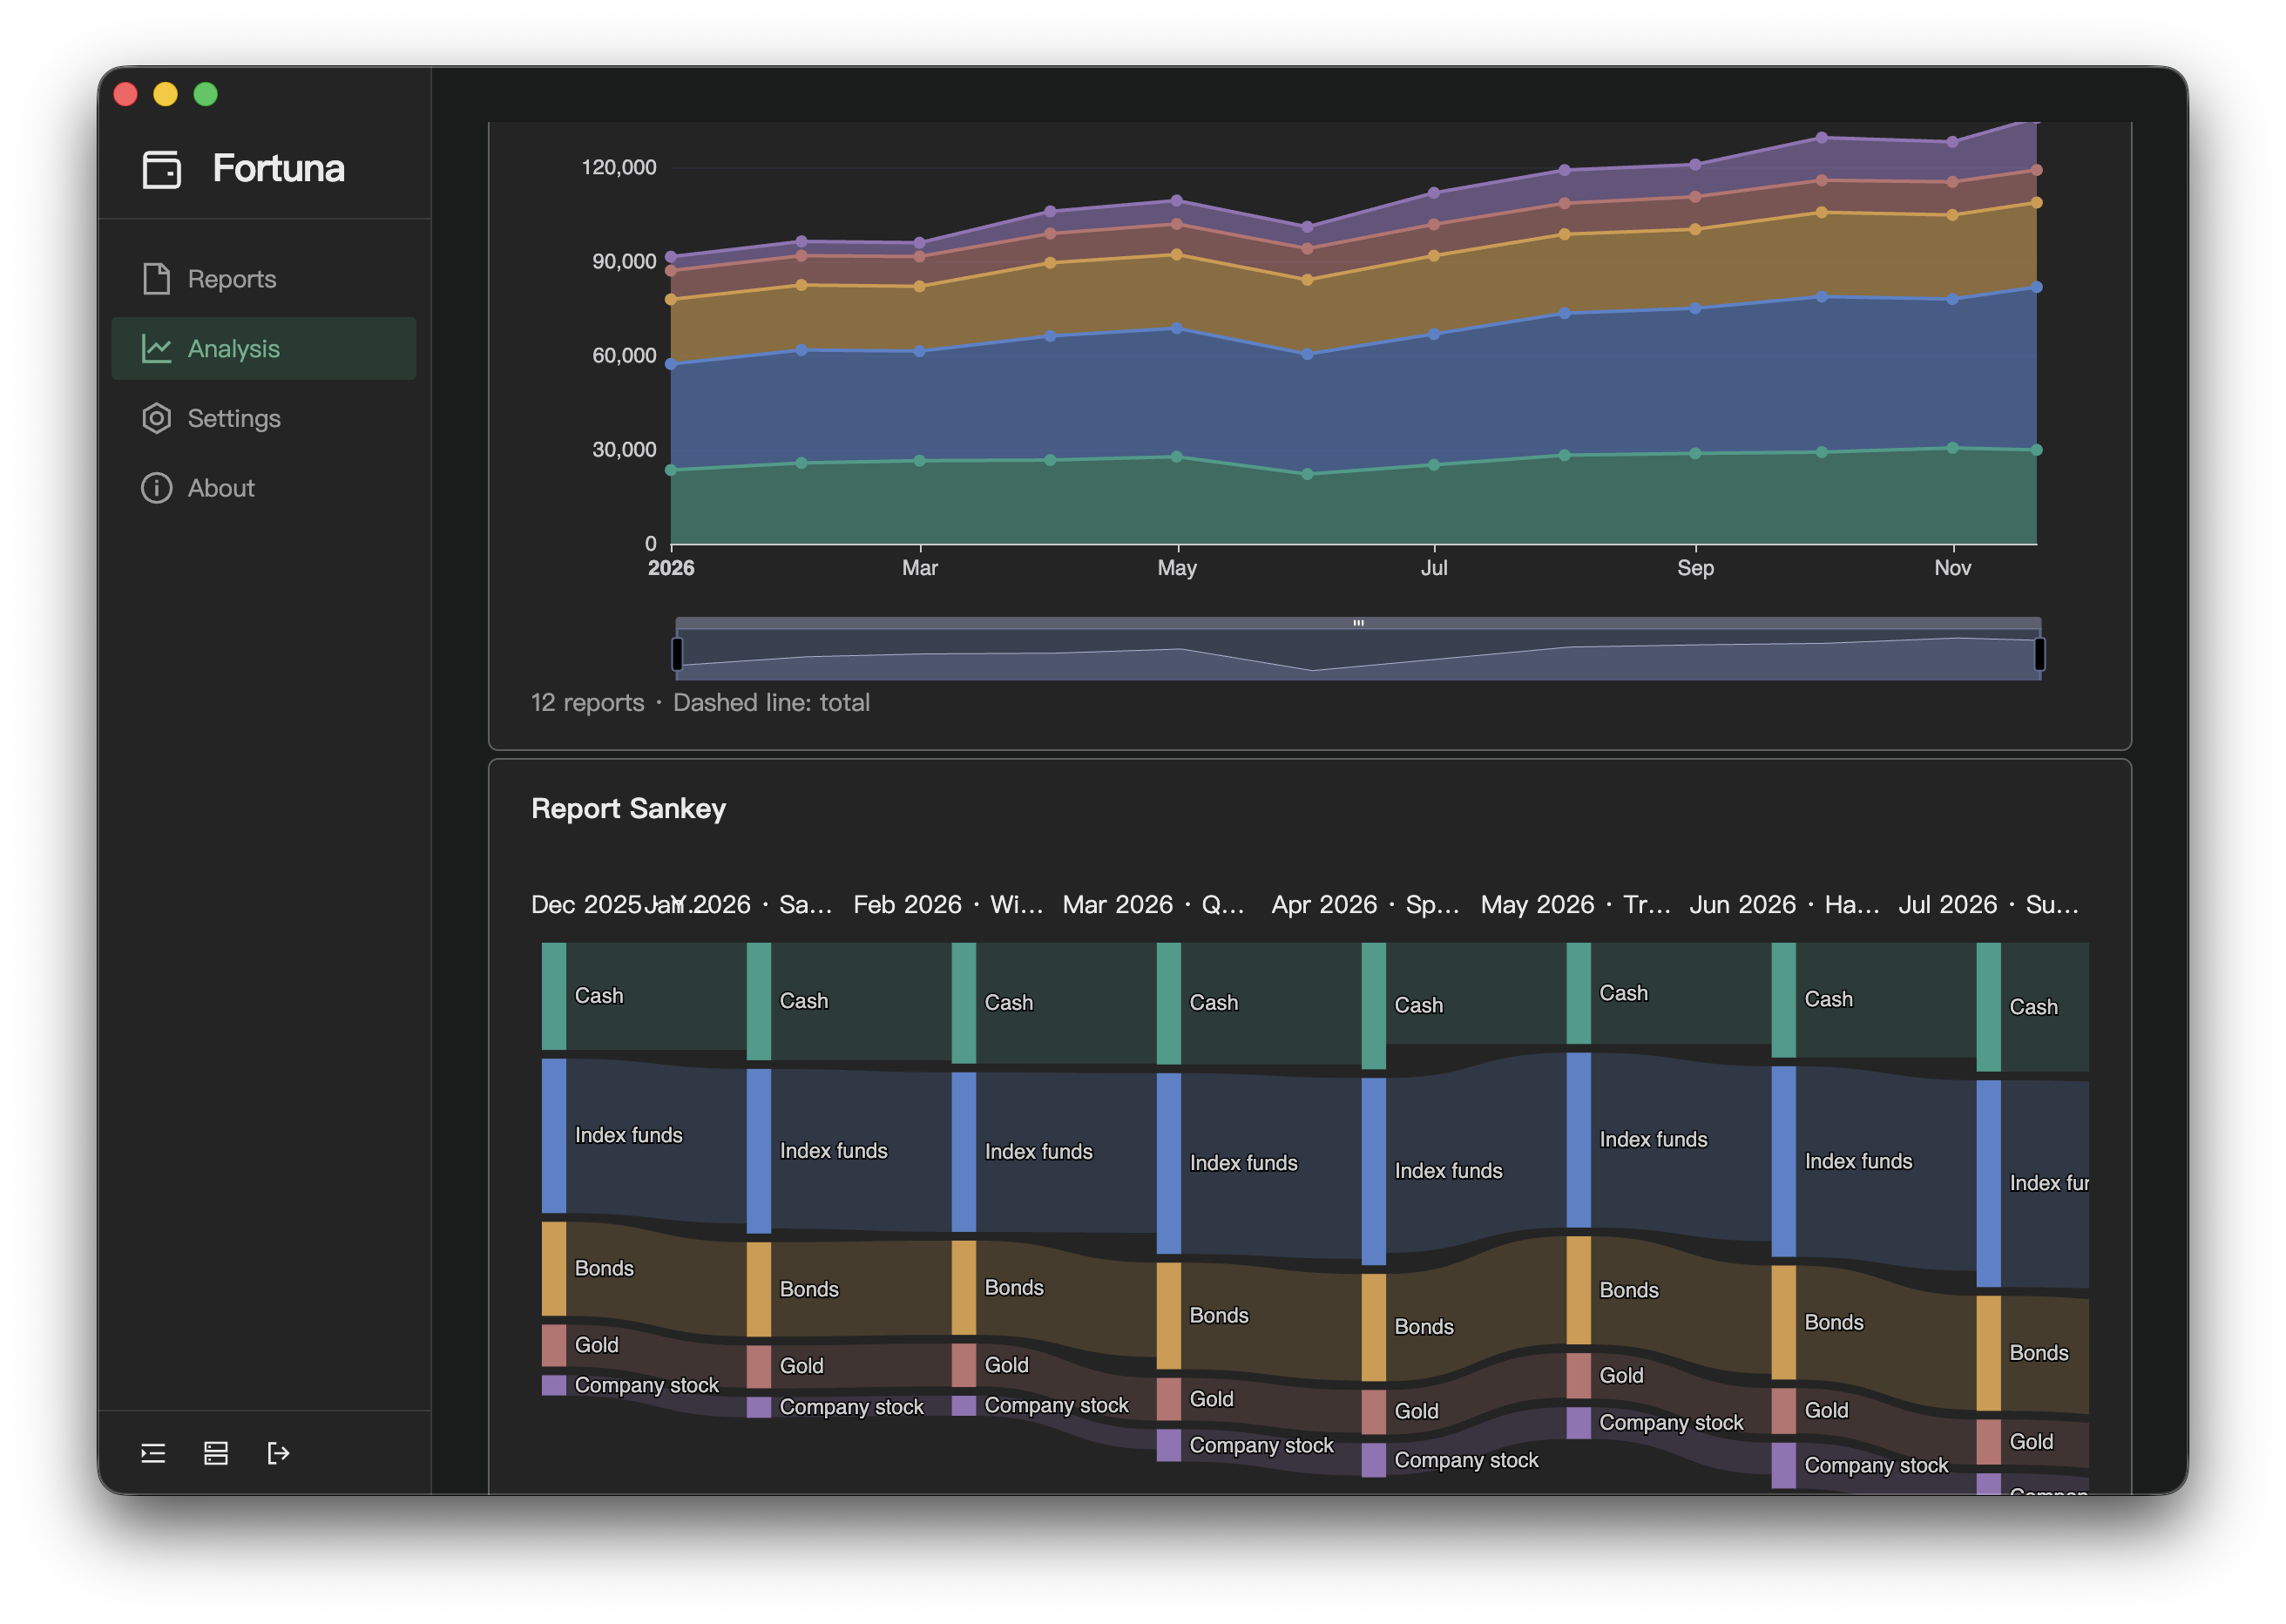 Fortuna
Reports
Analysis
Settings
About
120,000
90,000
60,000
30,000
0
2026 Mar May Jul Sep Nov
12 reports · Dashed line: total
Report Sankey
Dec 2025 Jan 2026 · Sa... Feb 2026 · Wi... Mar 2026 · Q... Apr 2026 · Sp... May 2026 · Tr... Jun 2026 · Ha... Jul 2026 · Su...
Cash Cash Cash Cash Cash Cash Cash Cash
Index funds Index funds Index funds Index funds Index funds Index funds Index funds Index fun
Bonds Bonds Bonds Bonds Bonds Bonds Bonds Bonds
Gold Gold Gold Gold Gold Gold Gold Gold
Company stock Company stock Company stock Company stock Company stock Company stock Company stock